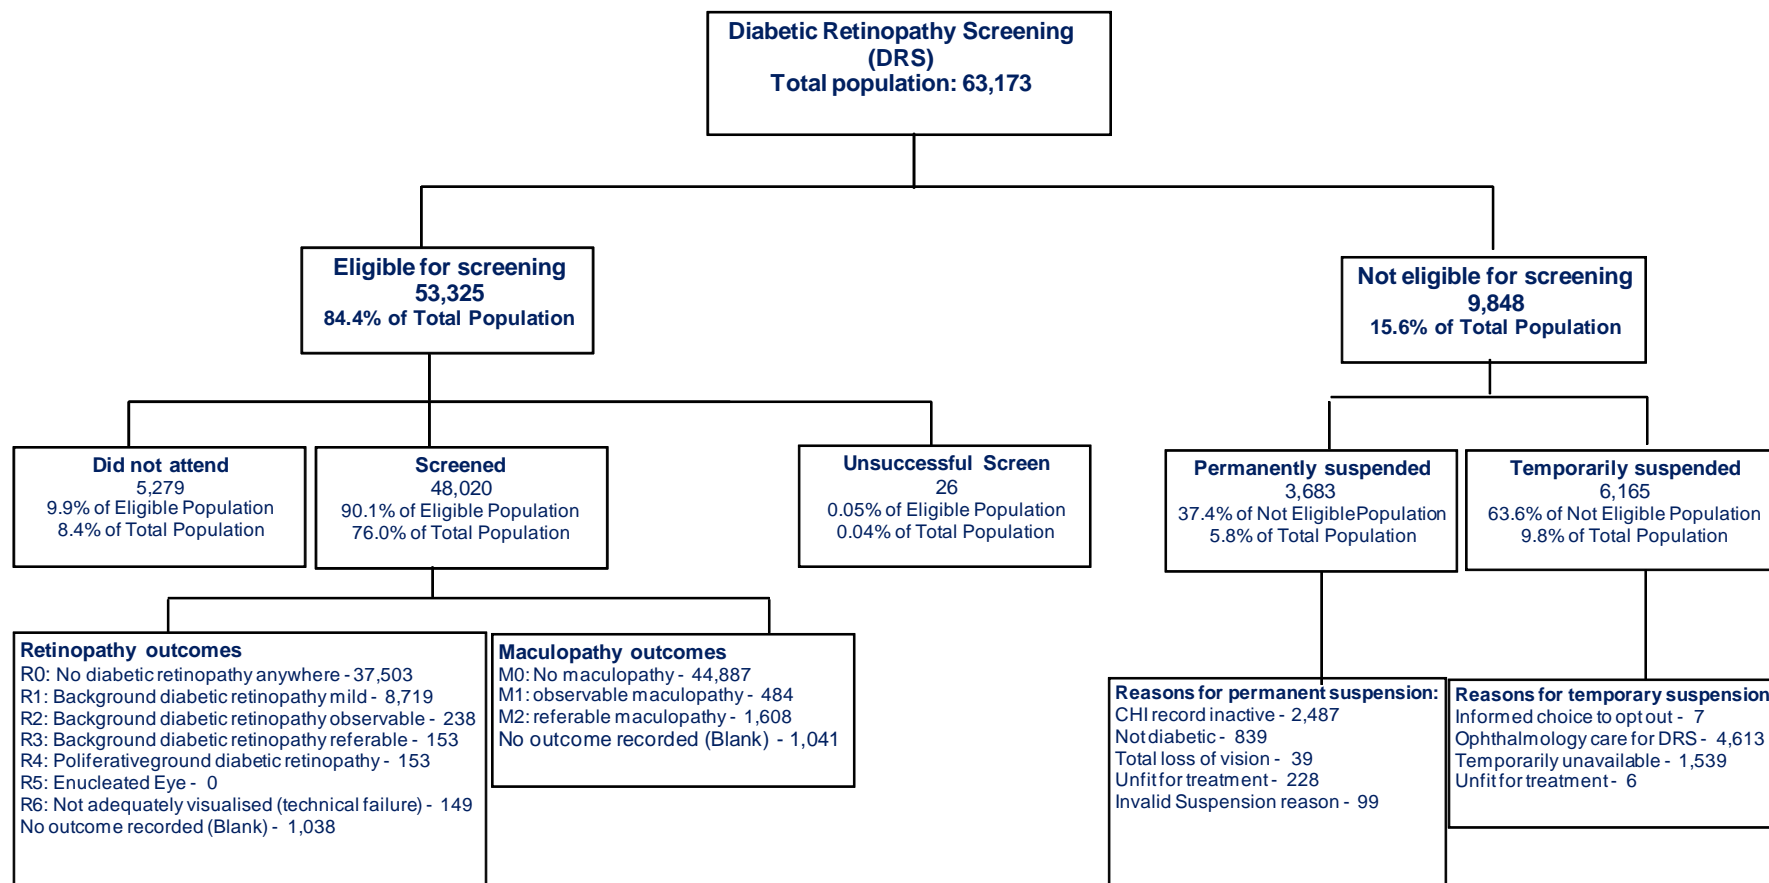 Diabetic Retinopathy Screening
(DRS)
Total population: 63,173
Eligible for screening
53,325
84.4% of Total Population
Not eligible for screening
9,848
15.6% of Total Population
Did not attend
5,279
9.9% of Eligible Population
8.4% of Total Population
Screened
48,020
90.1% of Eligible Population
76.0% of Total Population
Unsuccessful Screen
26
0.05% of Eligible Population
0.04% of Total Population
Permanently suspended
3,683
37.4% of Not Eligible Population
5.8% of Total Population
Temporarily suspended
6,165
63.6% of Not Eligible Population
9.8% of Total Population
Retinopathy outcomes
R0: No diabetic retinopathy anywhere - 37,503
R1: Background diabetic retinopathy mild - 8,719
R2: Background diabetic retinopathy observable - 238
R3: Background diabetic retinopathy referable - 153
R4: Poliferativeground diabetic retinopathy - 153
R5: Enucleated Eye - 0
R6: Not adequately visualised (technical failure) - 149
No outcome recorded (Blank) - 1,038
Maculopathy outcomes
M0: No maculopathy - 44,887
M1: observable maculopathy - 484
M2: referable maculopathy - 1,608
No outcome recorded (Blank) - 1,041
Reasons for permanent suspension:
CHI record inactive - 2,487
Not diabetic - 839
Total loss of vision - 39
Unfit for treatment - 228
Invalid Suspension reason - 99
Reasons for temporary suspension
Informed choice to opt out - 7
Ophthalmology care for DRS - 4,613
Temporarily unavailable - 1,539
Unfit for treatment - 6